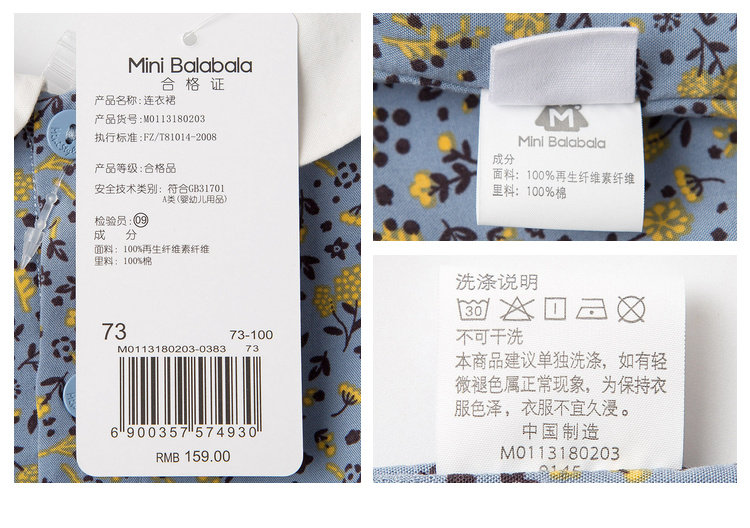 Mini Balabala
合格证
产品名称: 连衣裙
产品货号: M0113180203
执行标准: FZ/T81014-2008
产品等级: 合格品
安全技术类别: 符合GB31701
A类(婴幼儿用品)
检验员: 09
成 分
面料: 100%再生纤维素纤维
里料: 100%棉
73 73-100
M0113180203-0383 73
6 900357 574930
RMB 159.00
Mini Balabala
成分
面料: 100%再生纤维素纤维
里料: 100%棉
洗涤说明
30
不可干洗
本商品建议单独洗涤，如有轻
微褪色属正常现象，为保持衣
服色泽，衣服不宜久浸。
中国制造
M0113180203